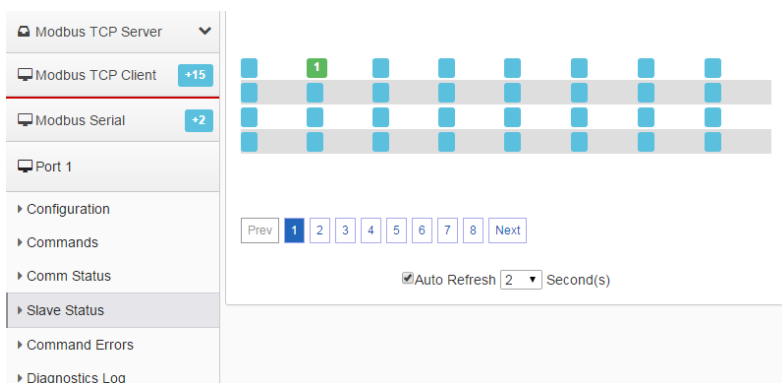 Modbus TCP Server
Modbus TCP Client +15
1
Modbus Serial +2
Port 1
Configuration
Commands
Comm Status
Slave Status
Command Errors
Diagnostics Log
Prev 1 2 3 4 5 6 7 8 Next
Auto Refresh 2 Second(s)